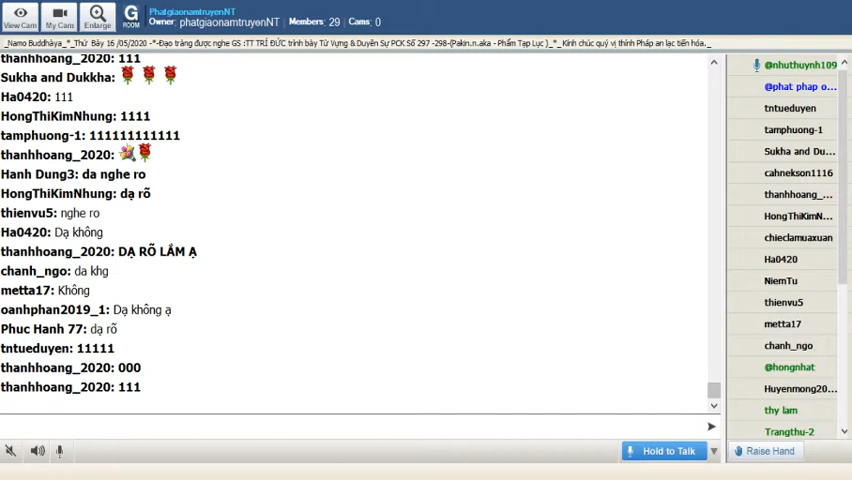 View Cam
My Cam
Enlarge
G
ROOM
PhatgiaonamtruyenNT
Owner: phatgiaonamtruyenNT Members: 29 Cams: 0
_Namo Buddhàya_*_Thứ Bảy 16 /05/2020 -*-Đạo tràng được nghe GS :TT TRÍ ĐỨC trình bày Từ Vựng & Duyên Sự PCK Số 297 -298-(Pakin.n.aka - Phẩm Tạp Lục )_*_ Kính chúc quý vị thính Pháp an lạc tiến hóa._
thanhhoang_2020: 111
Sukha and Dukkha:
Ha0420: 111
HongThiKimNhung: 1111
tamphuong-1: 111111111111
thanhhoang_2020:
Hanh Dung3: da nghe ro
HongThiKimNhung: dạ rõ
thienvu5: nghe ro
Ha0420: Dạ không
thanhhoang_2020: DẠ RÕ LẮM Ạ
chanh_ngo: da khg
metta17: Không
oanhphan2019_1: Dạ không ạ
Phuc Hanh 77: dạ rõ
tntueduyen: 11111
thanhhoang_2020: 000
thanhhoang_2020: 111
@nhuthuynh109
@phat phap o...
tntueduyen
tamphuong-1
Sukha and Du...
cahnekson1116
thanhhoang_...
HongThiKimN...
chieclamuaxuan
Ha0420
NiemTu
thienvu5
metta17
chanh_ngo
@hongnhat
Huyenmong20...
thy lam
Trangthu-2
Hold to Talk
Raise Hand